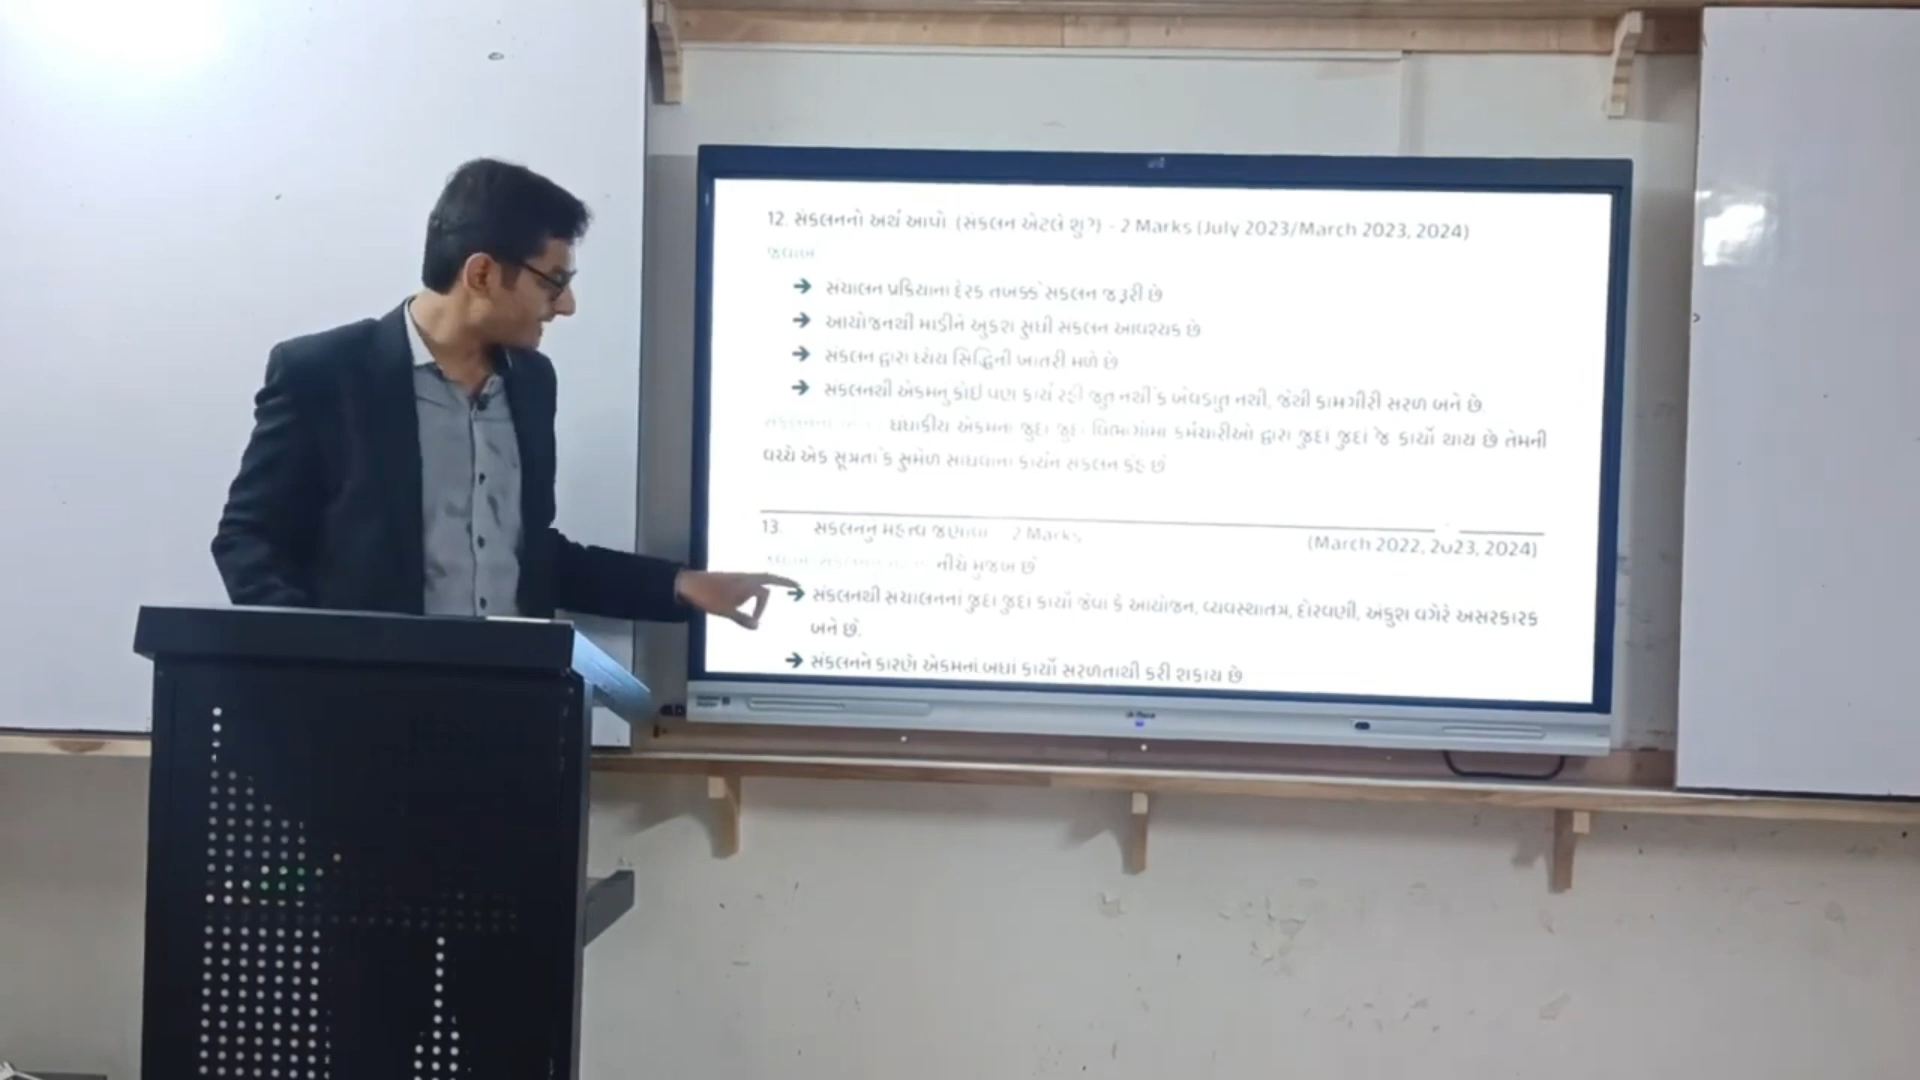 12. સંકલનનો અર્થ આપો. (સંકલન એટલે શું?) - 2 Marks (July 2023/March 2023, 2024)
જવાબ
➔ સંચાલન પ્રક્રિયાના દરેક તબક્કે સંકલન જરૂરી છે
➔ આયોજનથી માંડીને અંકુશ સુધી સંકલન આવશ્યક છે
➔ સંકલન દ્વારા ધ્યેય સિદ્ધિની ખાતરી મળે છે
➔ સંકલનથી એકમનું કોઈ પણ કાર્ય રહી જતું નથી કે બેવડાતું નથી, જેથી કામગીરી સરળ બને છે.
ધંધાકીય એકમના જુદા જુદા વિભાગોમાં કર્મચારીઓ દ્વારા જુદાં જુદાં જે કાર્યો થાય છે તેમની
વચ્ચે એક સૂત્રતા કે સુમેળ સાધવાના કાર્યને સંકલન કહે છે
13. સંકલનનું મહત્વ જણાવો 2 Marks (March 2022, 2023, 2024)
નીચે મુજબ છે
➔ સંકલનથી સંચાલનનાં જુદા જુદા કાર્યો જેવા કે આયોજન, વ્યવસ્થાતંત્ર, દોરવણી, અંકુશ વગેરે અસરકારક
બને છે.
➔ સંકલનને કારણે એકમનાં બધાં કાર્યો સરળતાથી કરી શકાય છે